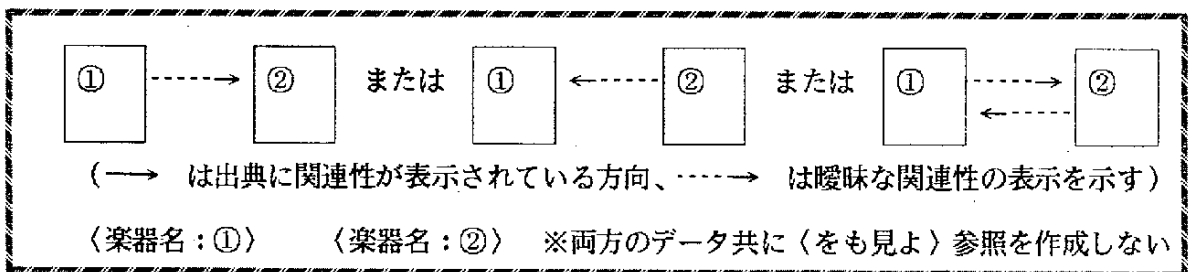 ① ② または ① ② または ① ②
（──→ は出典に関連性が表示されている方向、‥‥‥→ は曖昧な関連性の表示を示す）
〈楽器名：①〉 〈楽器名：②〉 ※両方のデータ共に〈をも見よ〉参照を作成しない